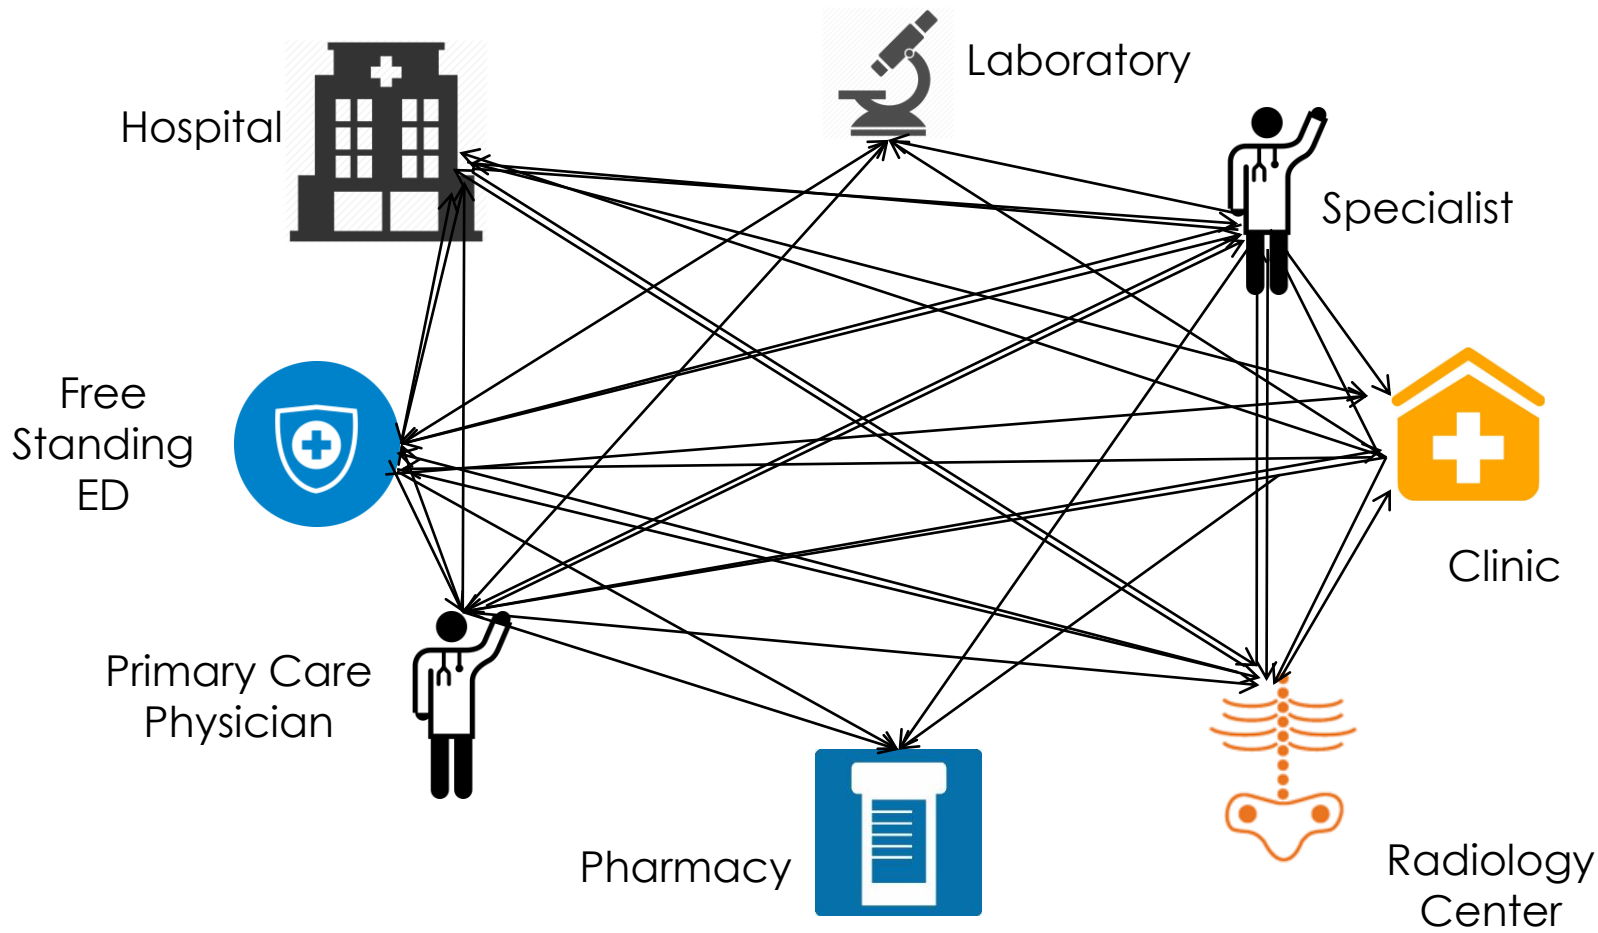 Hospital
Laboratory
Specialist
Free
Standing
ED
Clinic
Primary Care
Physician
Pharmacy
Radiology
Center